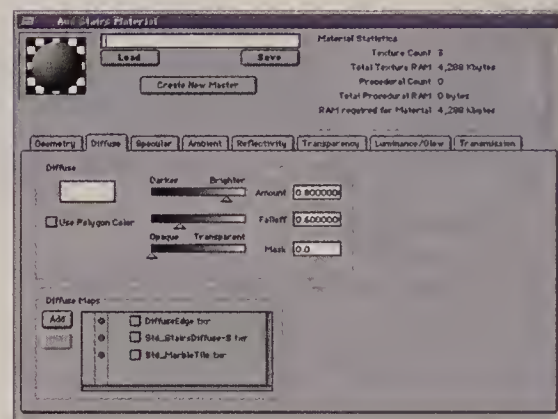 Aud Stairs Material
Load
Save
Create New Master
Material Statistics
Texture Count 3
Total Texture RAM 4,288 Kbytes
Procedural Count 0
Total Procedural RAM 0 bytes
RAM required for Material 4,288 Kbytes
Geometry
Diffuse
Specular
Ambient
Reflectivity
Transparency
Luminance/Glow
Transmission
Diffuse
Darker Brighter
Amount 0.800000
Use Polygon Color
Falloff 0.600000
Opaque Transparent
Mask 0.0
Diffuse Maps
Add
DiffuseEdge txr
Std_StairsDiffuse-S txr
Std_MarbleTile txr